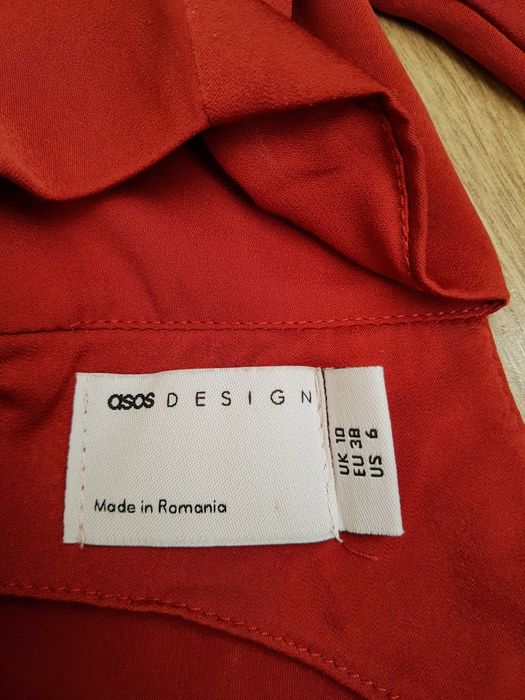 asos DESIGN
Made in Romania
UK 10
EU 38
US 6